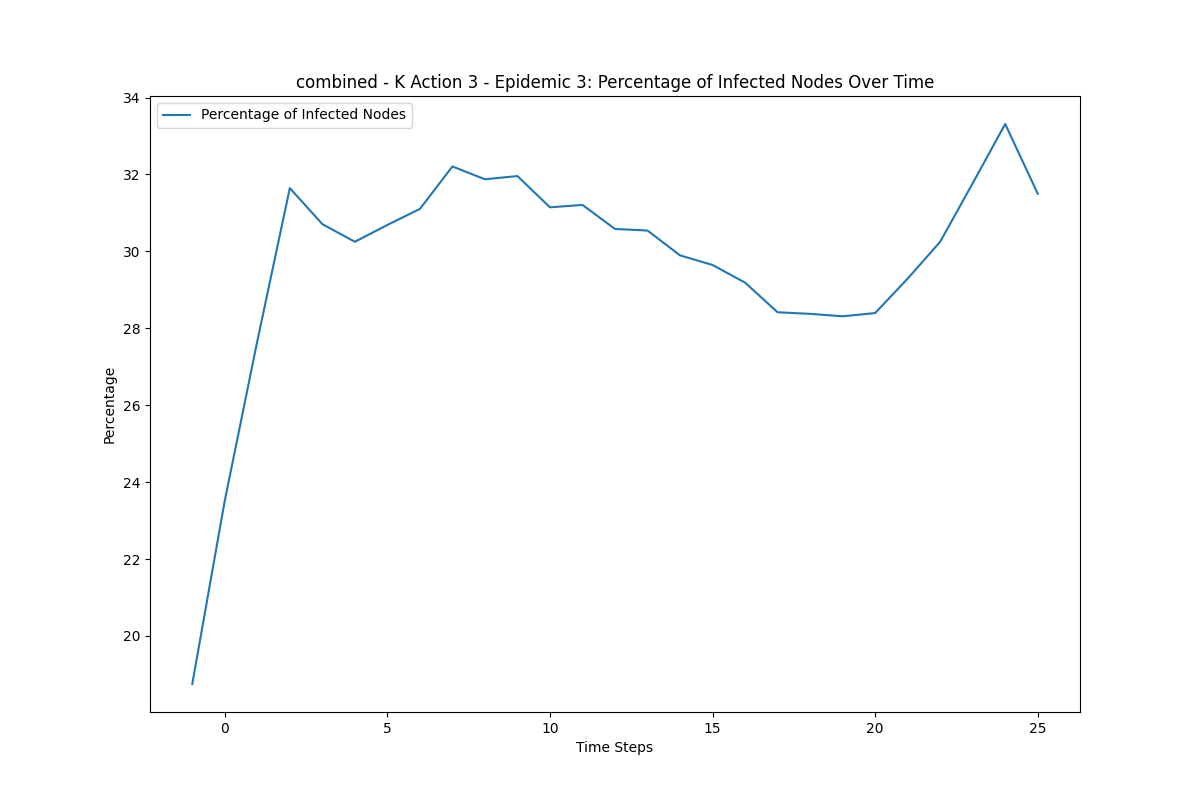 combined - K Action 3 - Epidemic 3: Percentage of Infected Nodes Over Time
Percentage of Infected Nodes
34
32
30
28
26
24
22
20
Percentage
0 5 10 15 20 25
Time Steps